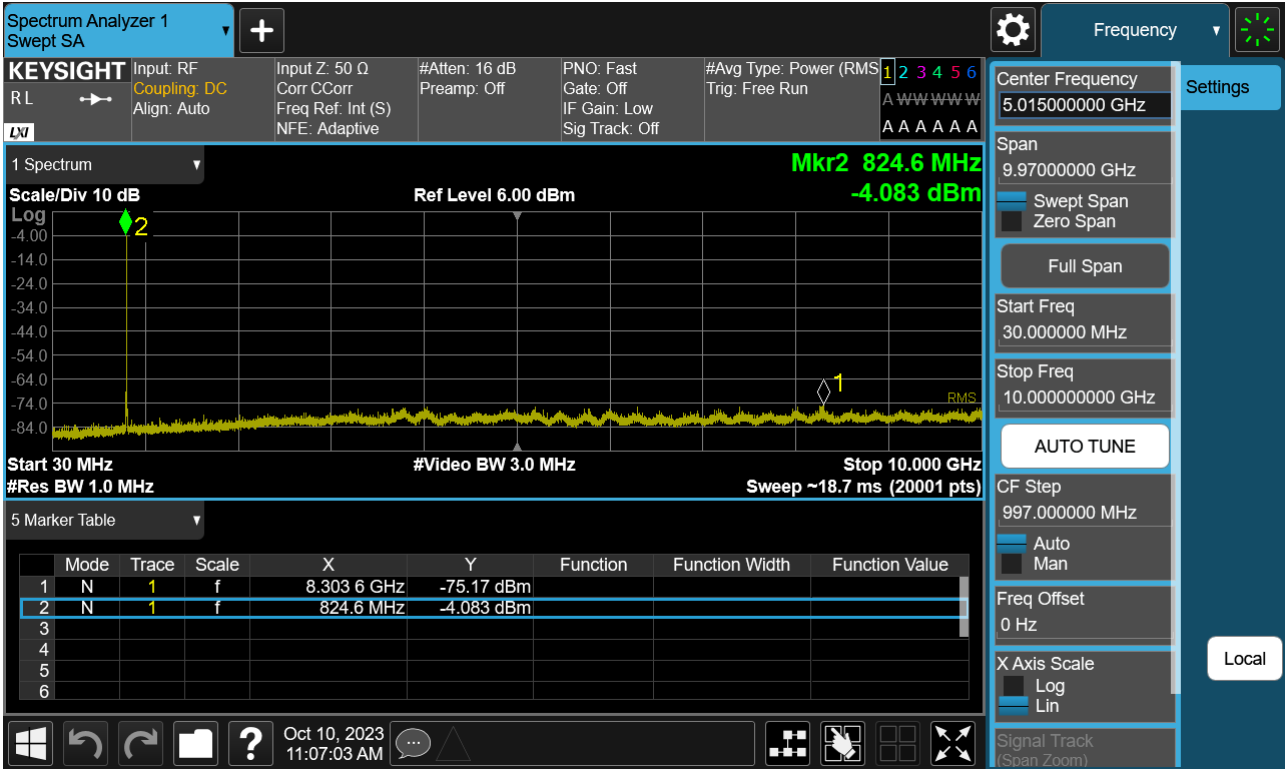 Spectrum Analyzer 1
Swept SA
Frequency
KEYSIGHT
R L
LXI
Input: RF
Coupling: DC
Align: Auto
Input Z: 50 Ω
Corr CCorr
Freq Ref: Int (S)
NFE: Adaptive
#Atten: 16 dB
Preamp: Off
PNO: Fast
Gate: Off
IF Gain: Low
Sig Track: Off
#Avg Type: Power (RMS
Trig: Free Run
1 2 3 4 5 6
A W W W W W
A A A A A A
1 Spectrum
Mkr2 824.6 MHz
-4.083 dBm
Scale/Div 10 dB
Ref Level 6.00 dBm
Log
2
-4.00
-14.0
-24.0
-34.0
-44.0
-54.0
-64.0
1
-74.0
RMS
-84.0
Start 30 MHz
#Video BW 3.0 MHz
Stop 10.000 GHz
#Res BW 1.0 MHz
Sweep ~18.7 ms (20001 pts)
5 Marker Table
Mode Trace Scale X Y Function Function Width Function Value
1 N 1 f 8.303 6 GHz -75.17 dBm
2 N 1 f 824.6 MHz -4.083 dBm
3
4
5
6
?
Oct 10, 2023
11:07:03 AM
Center Frequency
5.015000000 GHz
Span
9.97000000 GHz
Swept Span
Zero Span
Full Span
Start Freq
30.000000 MHz
Stop Freq
10.000000000 GHz
AUTO TUNE
CF Step
997.000000 MHz
Auto
Man
Freq Offset
0 Hz
X Axis Scale
Log
Lin
Signal Track
(Span Zoom)
Settings
Local